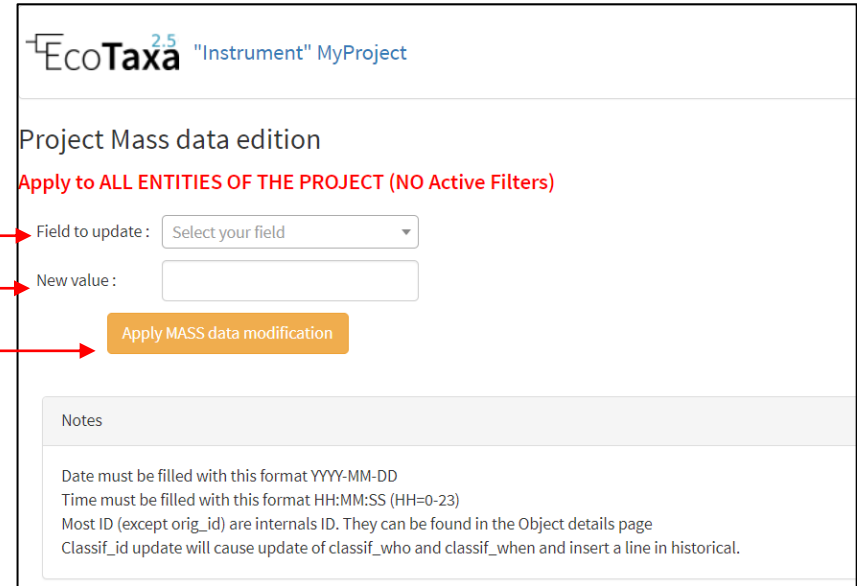 EcoTaxa 2.5 "Instrument" MyProject
Project Mass data edition
Apply to ALL ENTITIES OF THE PROJECT (NO Active Filters)
Field to update : Select your field
New value :
Apply MASS data modification
Notes
Date must be filled with this format YYYY-MM-DD
Time must be filled with this format HH:MM:SS (HH=0-23)
Most ID (except orig_id) are internals ID. They can be found in the Object details page
Classif_id update will cause update of classif_who and classif_when and insert a line in historical.